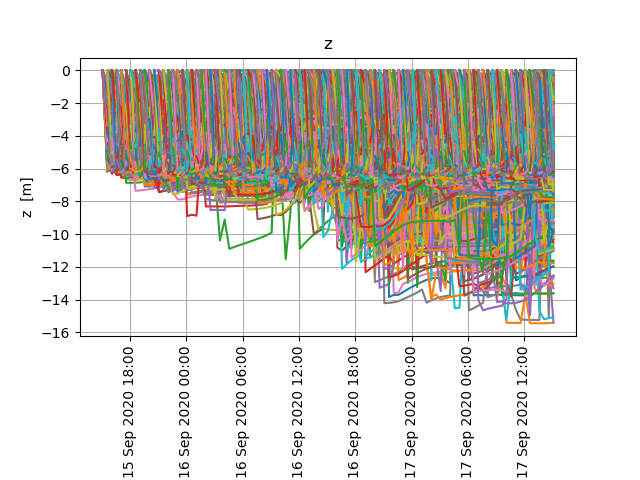 z
0
−2
−4
−6
−8
−10
−12
−14
−16
z [m]
15 Sep 2020 18:00
16 Sep 2020 00:00
16 Sep 2020 06:00
16 Sep 2020 12:00
16 Sep 2020 18:00
17 Sep 2020 00:00
17 Sep 2020 06:00
17 Sep 2020 12:00